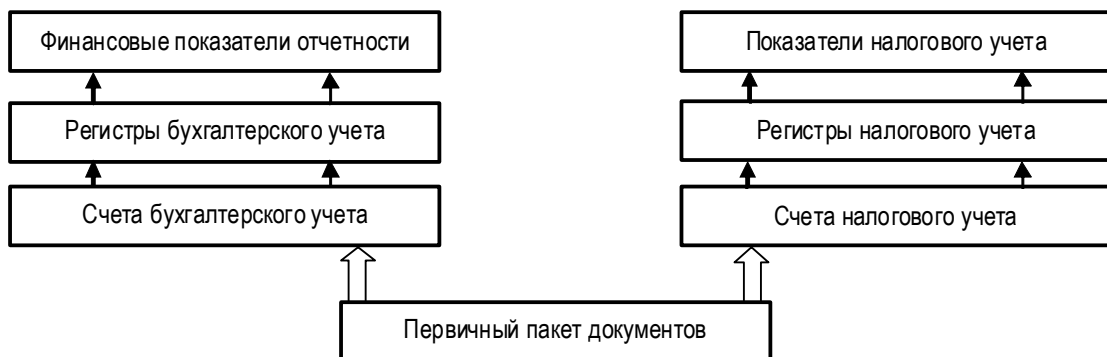 Финансовые показатели отчетности
Показатели налогового учета
Регистры бухгалтерского учета
Регистры налогового учета
Счета бухгалтерского учета
Счета налогового учета
Первичный пакет документов